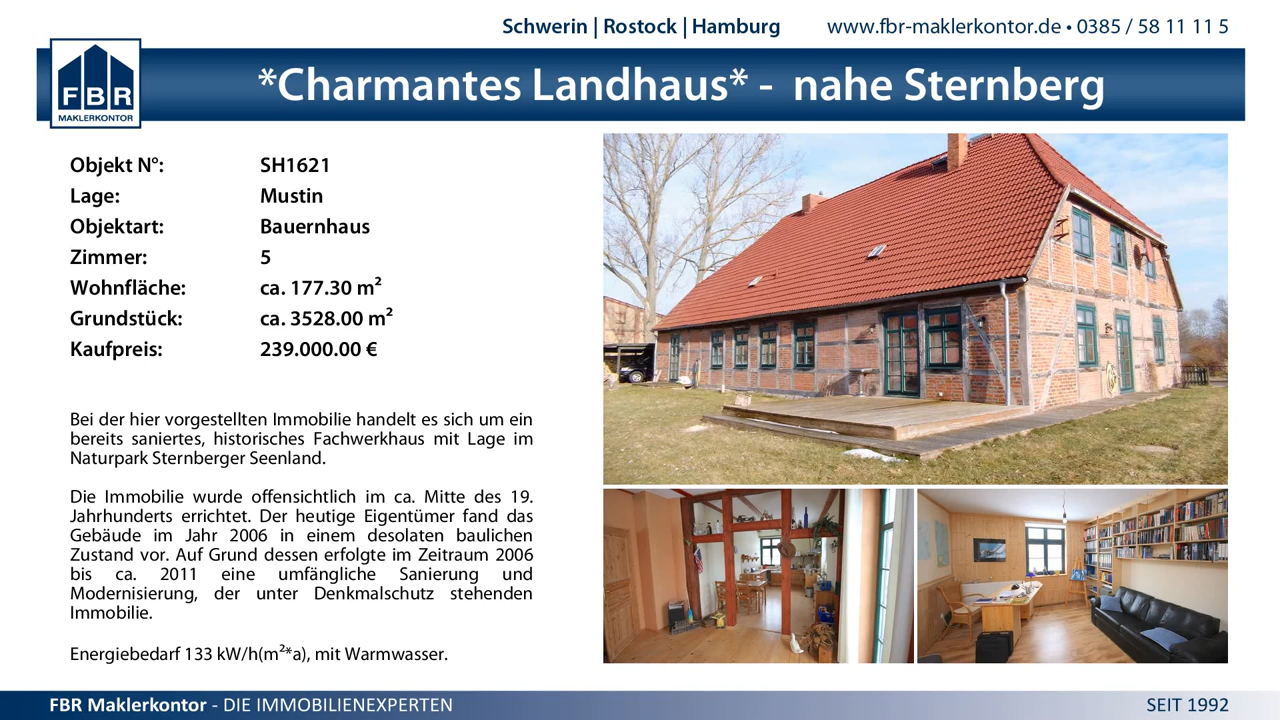 Schwerin | Rostock | Hamburg www.fbr-maklerkontor.de • 0385 / 58 11 11 5
FBR
MAKLERKONTOR
*Charmantes Landhaus* - nahe Sternberg
Objekt N°: SH1621
Lage: Mustin
Objektart: Bauernhaus
Zimmer: 5
Wohnfläche: ca. 177.30 m²
Grundstück: ca. 3528.00 m²
Kaufpreis: 239.000.00 €
Bei der hier vorgestellten Immobilie handelt es sich um ein
bereits saniertes, historisches Fachwerkhaus mit Lage im
Naturpark Sternberger Seenland.
Die Immobilie wurde offensichtlich im ca. Mitte des 19.
Jahrhunderts errichtet. Der heutige Eigentümer fand das
Gebäude im Jahr 2006 in einem desolaten baulichen
Zustand vor. Auf Grund dessen erfolgte im Zeitraum 2006
bis ca. 2011 eine umfängliche Sanierung und
Modernisierung, der unter Denkmalschutz stehenden
Immobilie.
Energiebedarf 133 kW/h(m²*a), mit Warmwasser.
FBR Maklerkontor - DIE IMMOBILIENEXPERTEN SEIT 1992